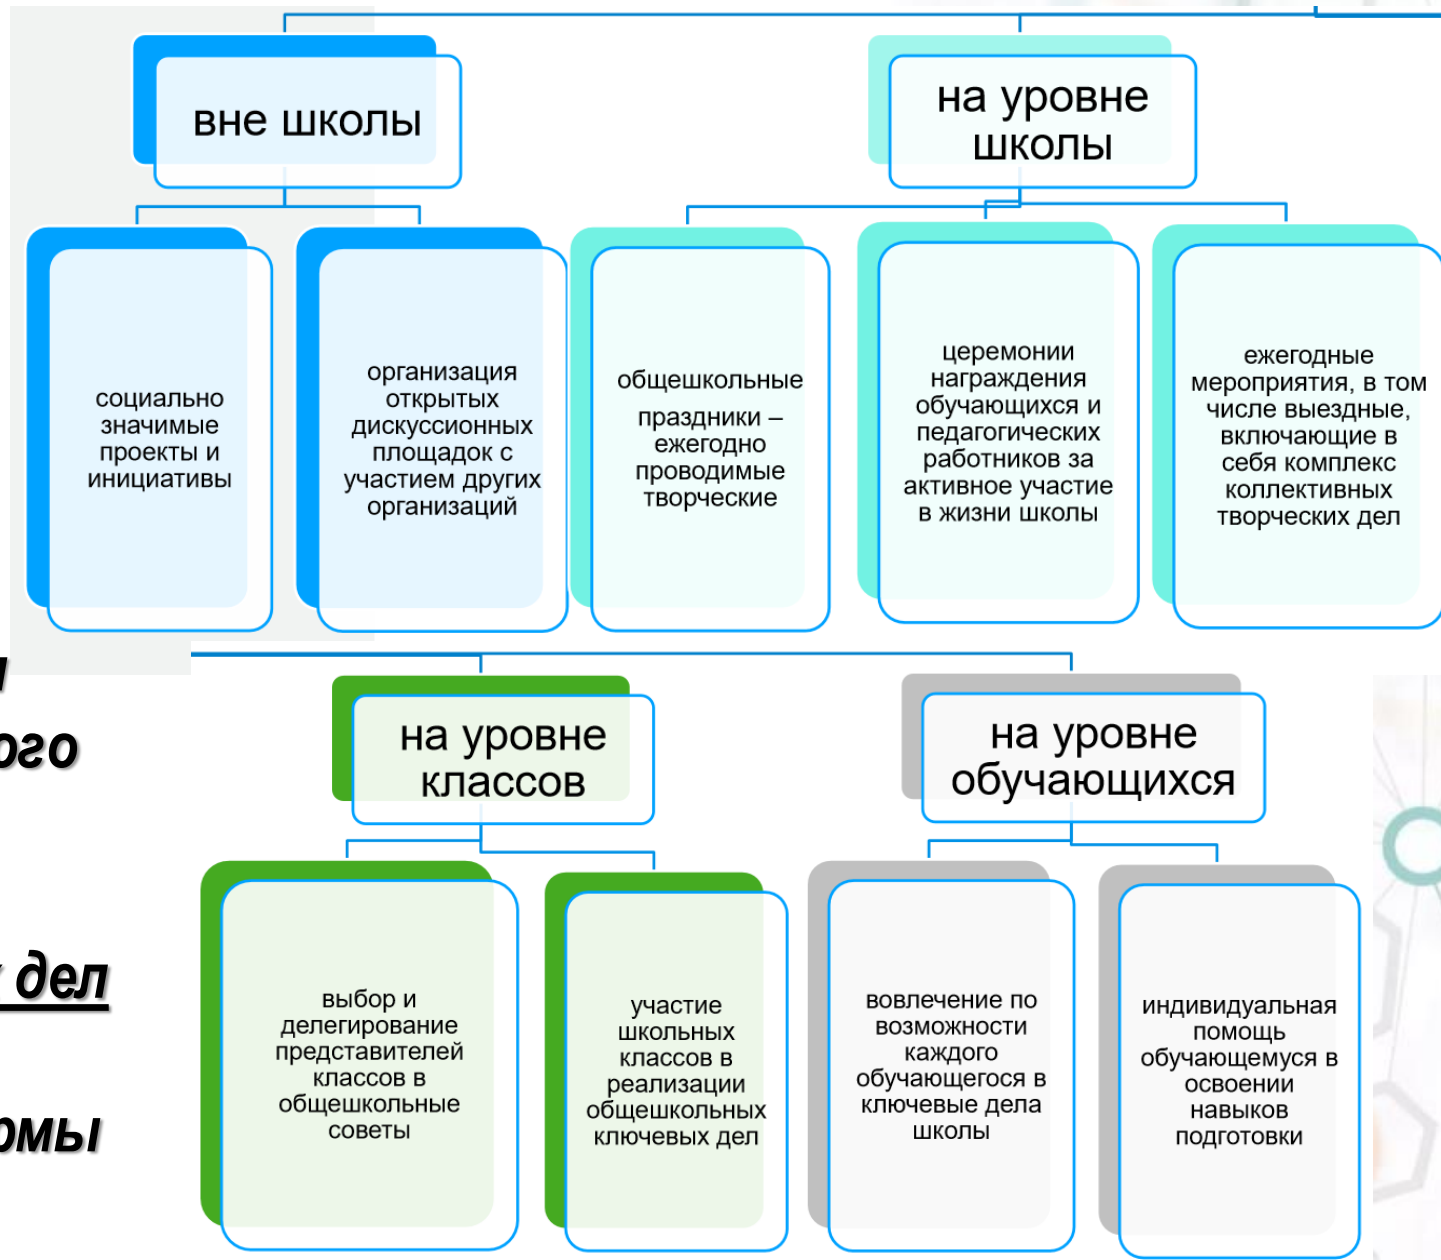 вне школы
на уровне
школы
социально
значимые
проекты и
инициативы
организация
открытых
дискуссионных
площадок с
участием других
организаций
общешкольные
праздники –
ежегодно
проводимые
творческие
церемонии
награждения
обучающихся и
педагогических
работников за
активное участие
в жизни школы
ежегодные
мероприятия, в том
числе выездные,
включающие в
себя комплекс
коллективных
творческих дел
ого
дел
рмы
на уровне
классов
на уровне
обучающихся
выбор и
делегирование
представителей
классов в
общешкольные
советы
участие
школьных
классов в
реализации
общешкольных
ключевых дел
вовлечение по
возможности
каждого
обучающегося в
ключевые дела
школы
индивидуальная
помощь
обучающемуся в
освоении
навыков
подготовки